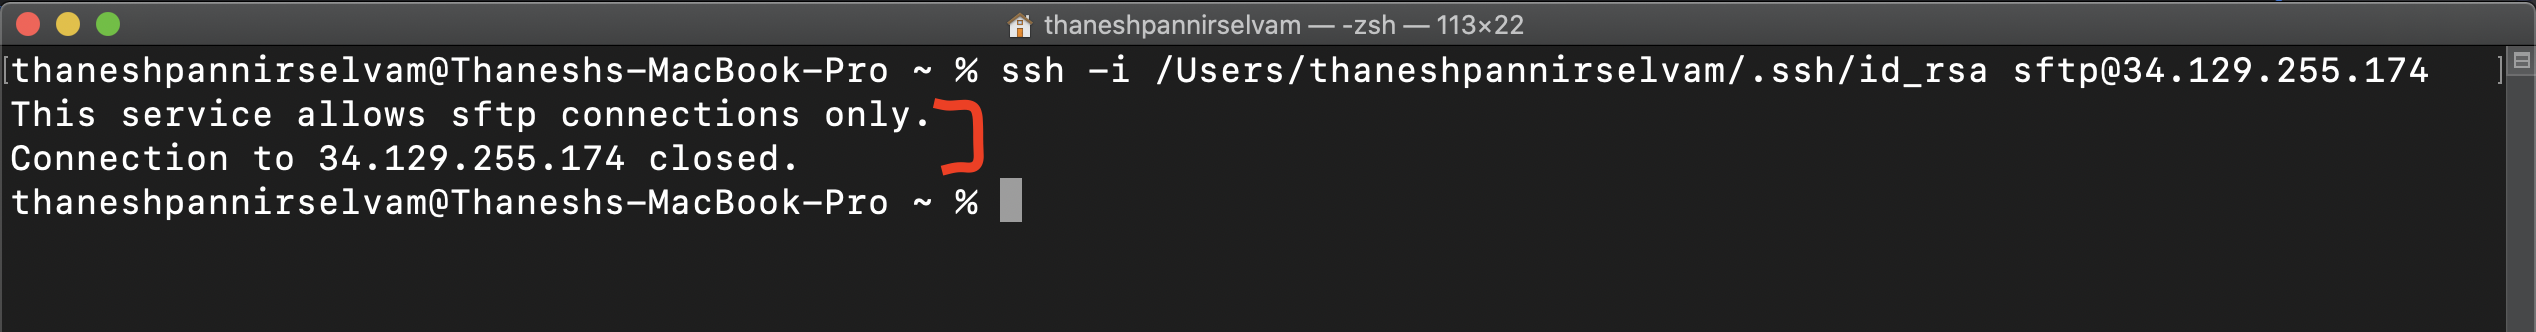 thaneshpannirselvam — -zsh — 113×22
[thaneshpannirselvam@Thaneshs-MacBook-Pro ~ % ssh -i /Users/thaneshpannirselvam/.ssh/id_rsa sftp@34.129.255.174 ]
This service allows sftp connections only.
Connection to 34.129.255.174 closed.
thaneshpannirselvam@Thaneshs-MacBook-Pro ~ %